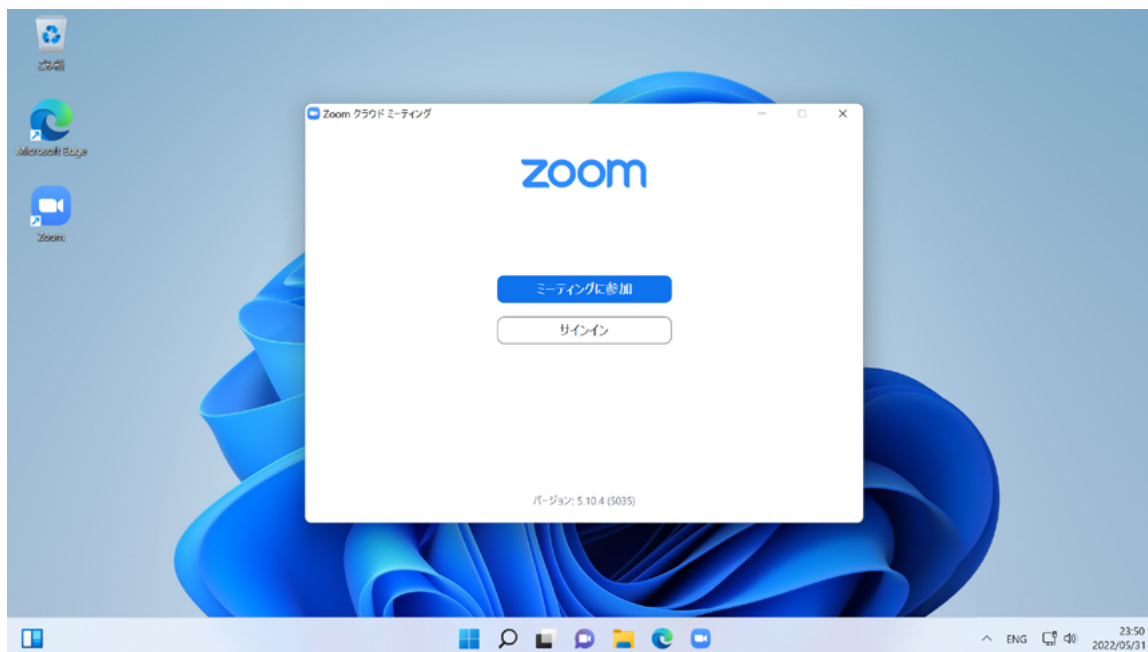 ごみ箱
Microsoft Edge
Zoom
Zoom クラウド ミーティング
zoom
ミーティングに参加
サインイン
バージョン: 5.10.4 (5035)
ENG
23:50
2022/05/31